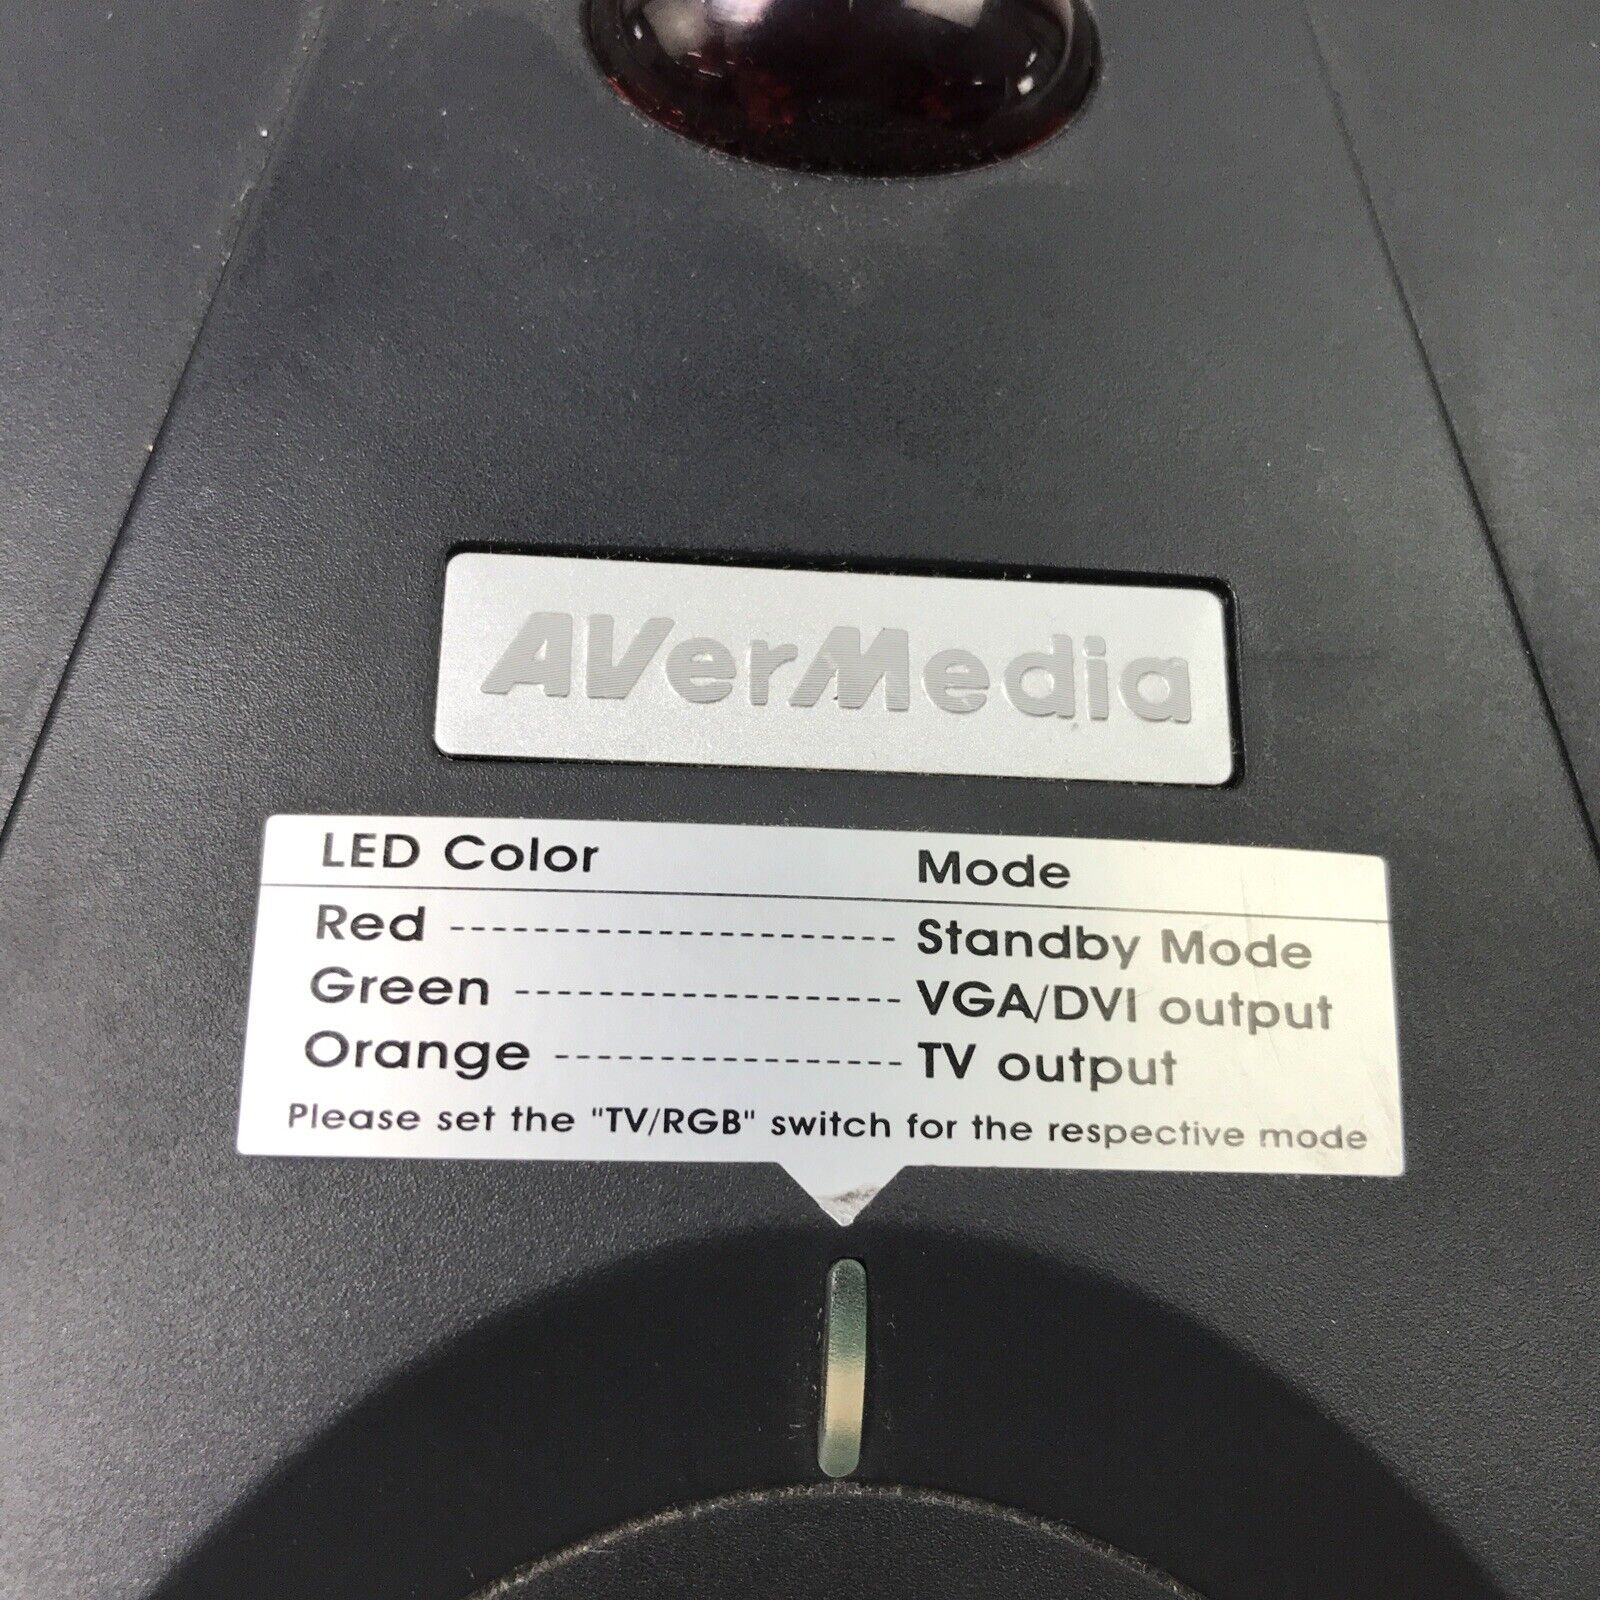 AVerMedia
LED Color Mode
Red ---------------------- Standby Mode
Green ------------------- VGA/DVI output
Orange ----------------- TV output
Please set the "TV/RGB" switch for the respective mode